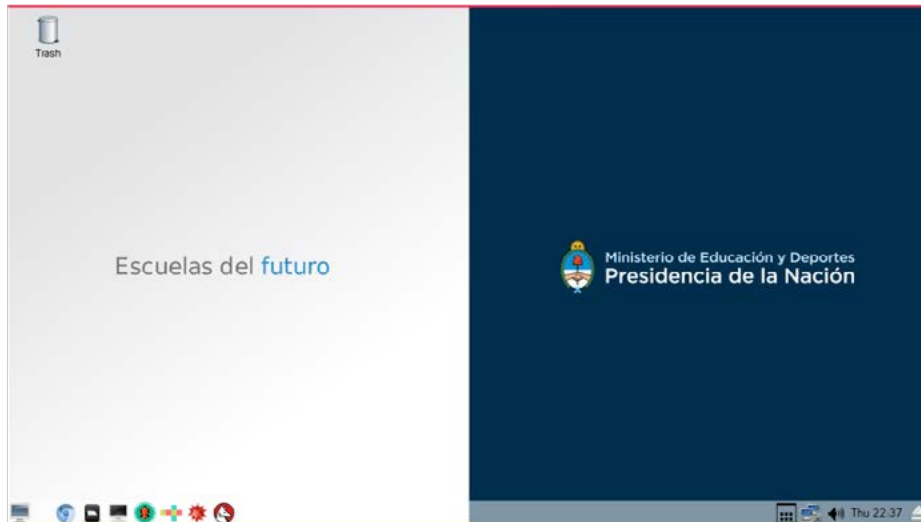 Trash
Escuelas del futuro
Ministerio de Educación y Deportes
Presidencia de la Nación
Thu 22:37